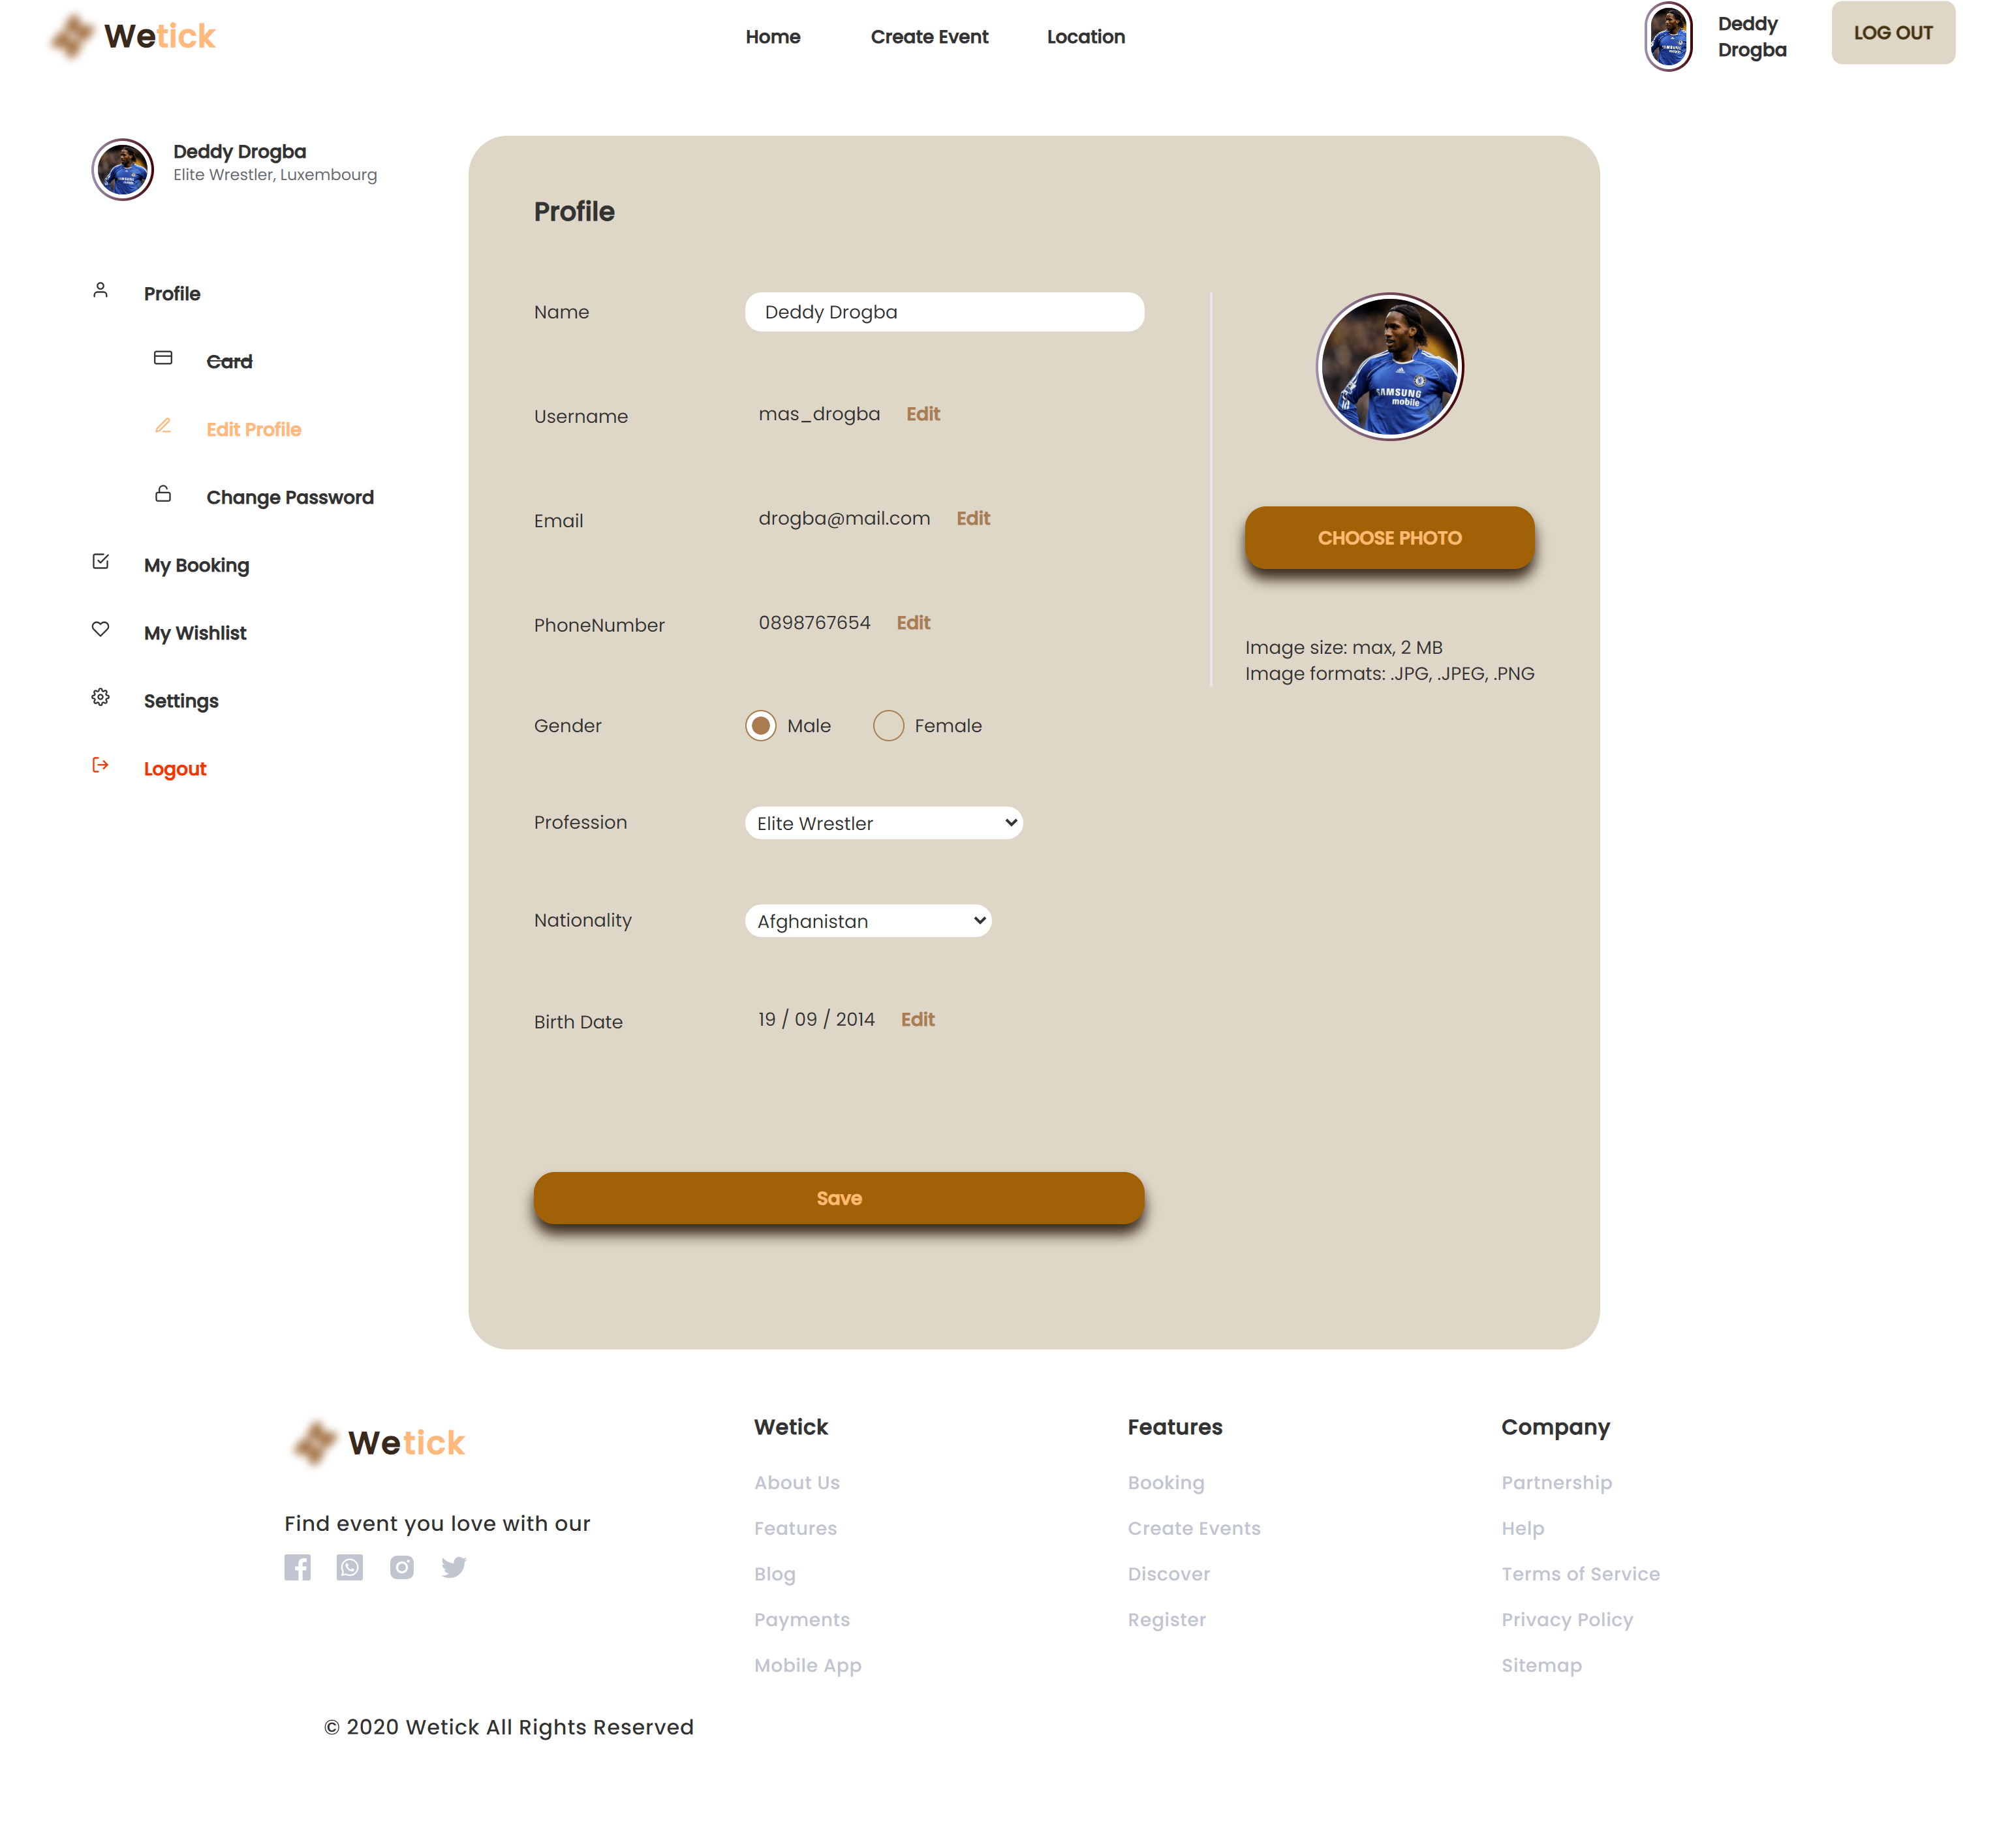 Wetick
Home
Create Event
Location
Deddy
Drogba
LOG OUT
Deddy Drogba
Elite Wrestler, Luxembourg
Profile
Card
Edit Profile
Change Password
My Booking
My Wishlist
Settings
Logout
Profile
Name
Deddy Drogba
Username
mas_drogba
Edit
Email
drogba@mail.com
Edit
PhoneNumber
0898767654
Edit
Gender
Male
Female
Profession
Elite Wrestler
Nationality
Afghanistan
Birth Date
19 / 09 / 2014
Edit
Save
SAMSUNG
mobile
CHOOSE PHOTO
Image size: max, 2 MB
Image formats: .JPG, .JPEG, .PNG
Wetick
Find event you love with our
Wetick
About Us
Features
Blog
Payments
Mobile App
Features
Booking
Create Events
Discover
Register
Company
Partnership
Help
Terms of Service
Privacy Policy
Sitemap
© 2020 Wetick All Rights Reserved